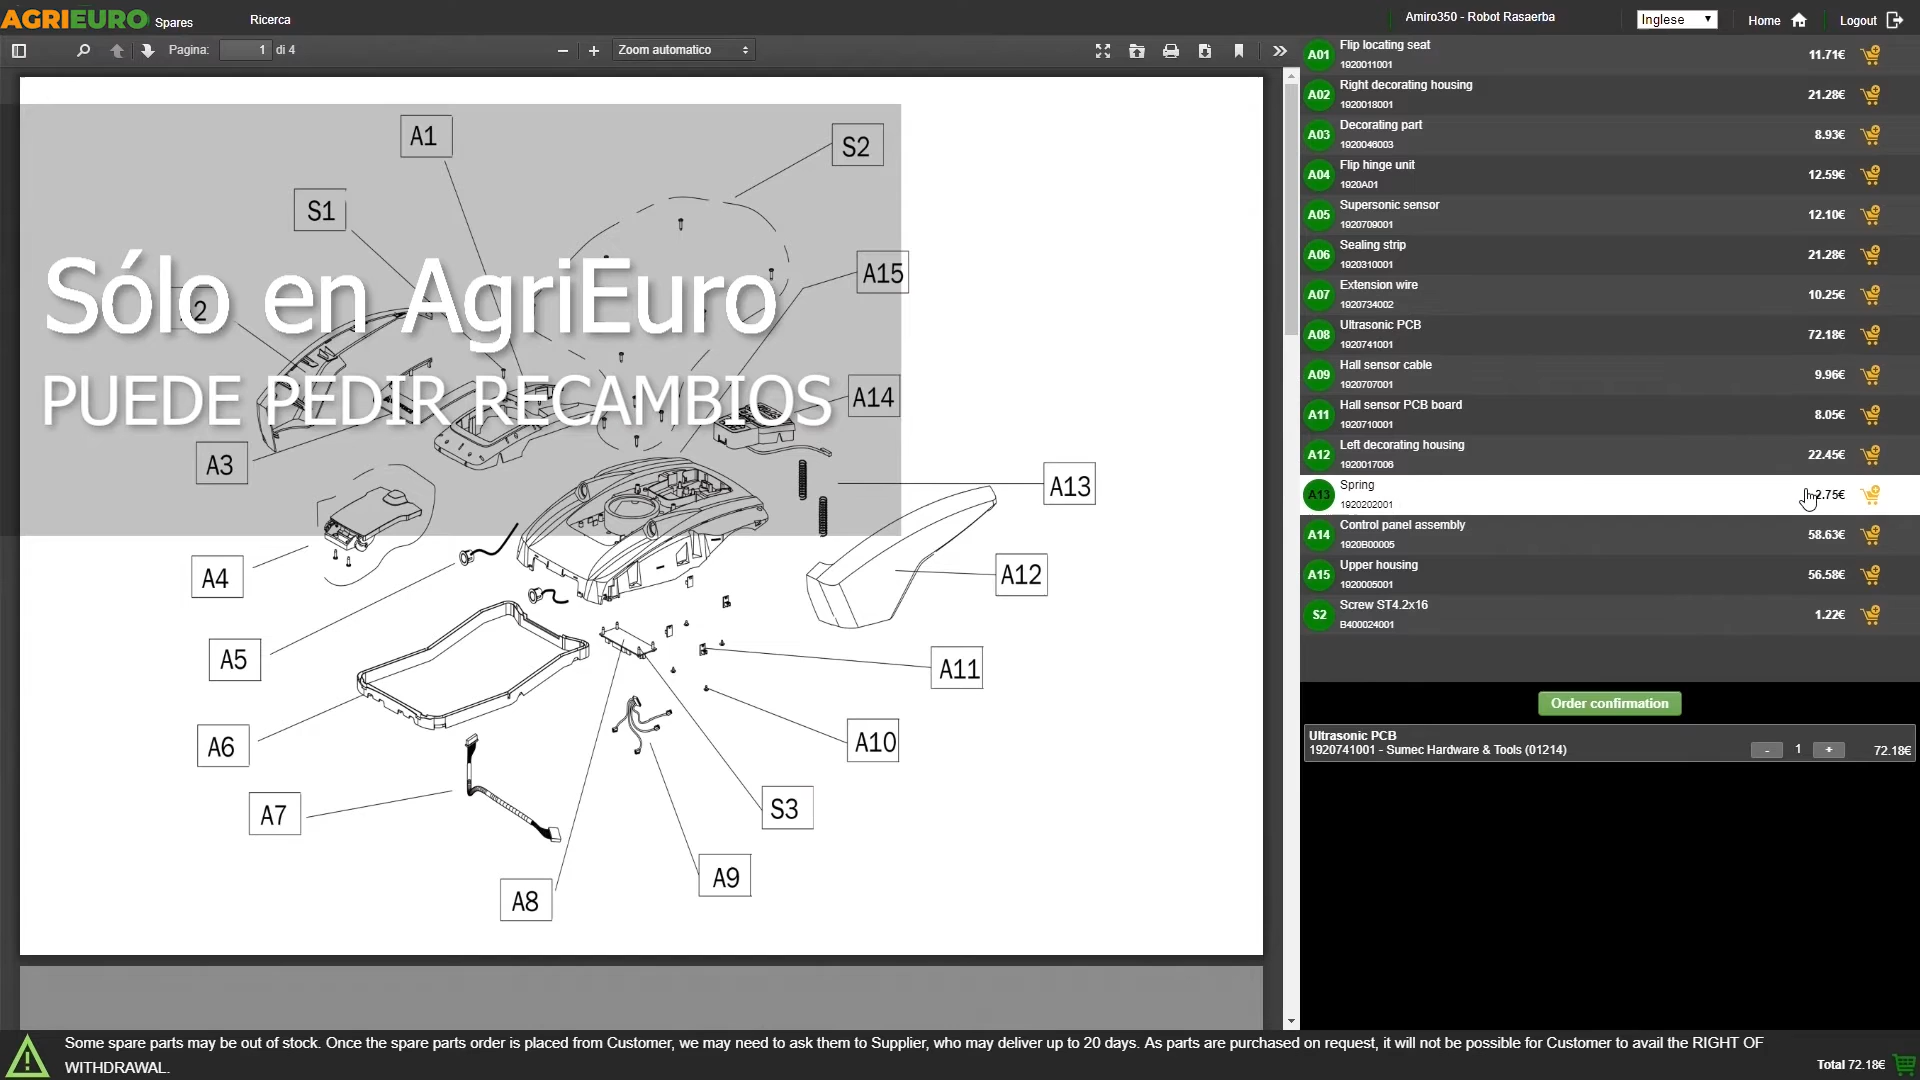 AGRIEURO Spares
Ricerca
Amiro350 - Robot Rasaerba
Inglese
Home
Logout
Pagina: 1 di 4
Zoom automatico
A1
S2
S1
A15
2
A14
A3
A13
A4
A12
A5
A11
A6
A10
A7
S3
A9
A8
Sólo en AgriEuro
PUEDE PEDIR RECAMBIOS
A01 Flip locating seat 11.71€
1920011001
A02 Right decorating housing 21.28€
1920018001
A03 Decorating part 8.93€
1920046003
A04 Flip hinge unit 12.59€
1920A01
A05 Supersonic sensor 12.10€
1920709001
A06 Sealing strip 21.28€
1920310001
A07 Extension wire 10.25€
1920734002
A08 Ultrasonic PCB 72.18€
1920741001
A09 Hall sensor cable 9.96€
1920707001
A11 Hall sensor PCB board 8.05€
1920710001
A12 Left decorating housing 22.45€
1920017006
A13 Spring 2.75€
1920202001
A14 Control panel assembly 58.63€
1920B00005
A15 Upper housing 56.58€
1920005001
S2 Screw ST4.2x16 1.22€
B400024001
Order confirmation
Ultrasonic PCB
1920741001 - Sumec Hardware & Tools (01214) - 1 + 72.18€
Some spare parts may be out of stock. Once the spare parts order is placed from Customer, we may need to ask them to Supplier, who may deliver up to 20 days. As parts are purchased on request, it will not be possible for Customer to avail the RIGHT OF
WITHDRAWAL.
Total 72.18€